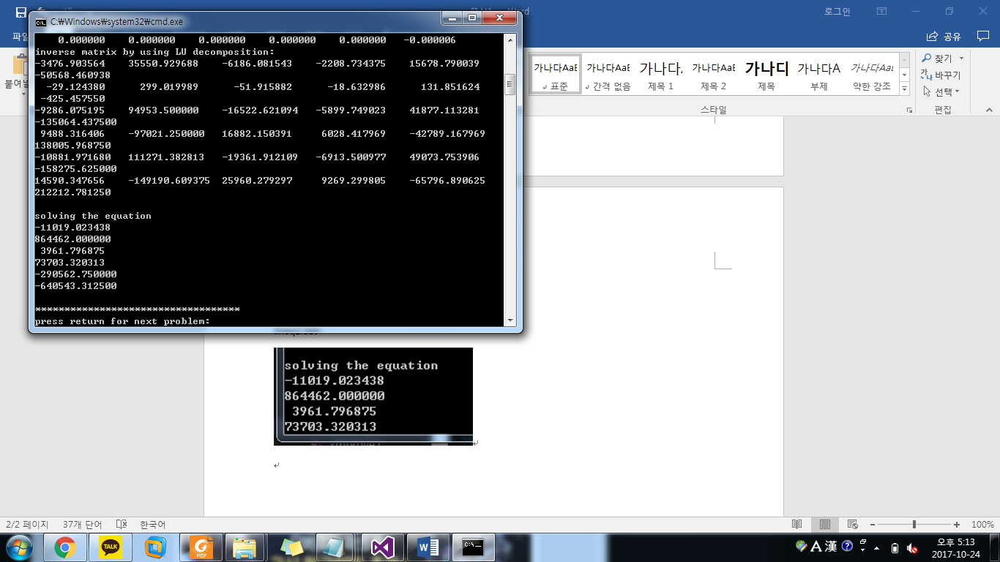 C:₩Windows₩system32₩cmd.exe
Word
로그인
파일
공유
0.000000 0.000000 0.000000 0.000000 0.000000 -0.000006
inverse matrix by using LU decomposition:
-3476.903564 35550.929688 -6186.081543 -2208.734375 15678.790039
-50568.460938
-29.124380 299.019989 -51.915882 -18.632986 131.851624
-425.457550
-9286.075195 94953.500000 -16522.621094 -5899.749023 41877.113281
-135064.437500
9488.316406 -97021.250000 16882.150391 6028.417969 -42789.167969
138005.968750
-10881.971680 111271.382813 -19361.912109 -6913.500977 49073.753906
-158275.625000
14590.347656 -149190.609375 25960.279297 9269.299805 -65796.890625
212212.781250
solving the equation
-11019.023438
864462.000000
3961.796875
73703.320313
-290562.750000
-640543.312500
***********************************
press return for next problem:
가나다AaE 가나다AaE 가나다, 가나다AaE 가나다 가나다A 가나다AaE
표준 간격 없음 제목 1 제목 2 제목 부제 약한 강조
스타일
찾기
바꾸기
선택
편집
solving the equation
-11019.023438
864462.000000
3961.796875
73703.320313
2/2 페이지 37개 단어 한국어
100%
TALK
PDF
C:\
A 漢
오후 5:13
2017-10-24